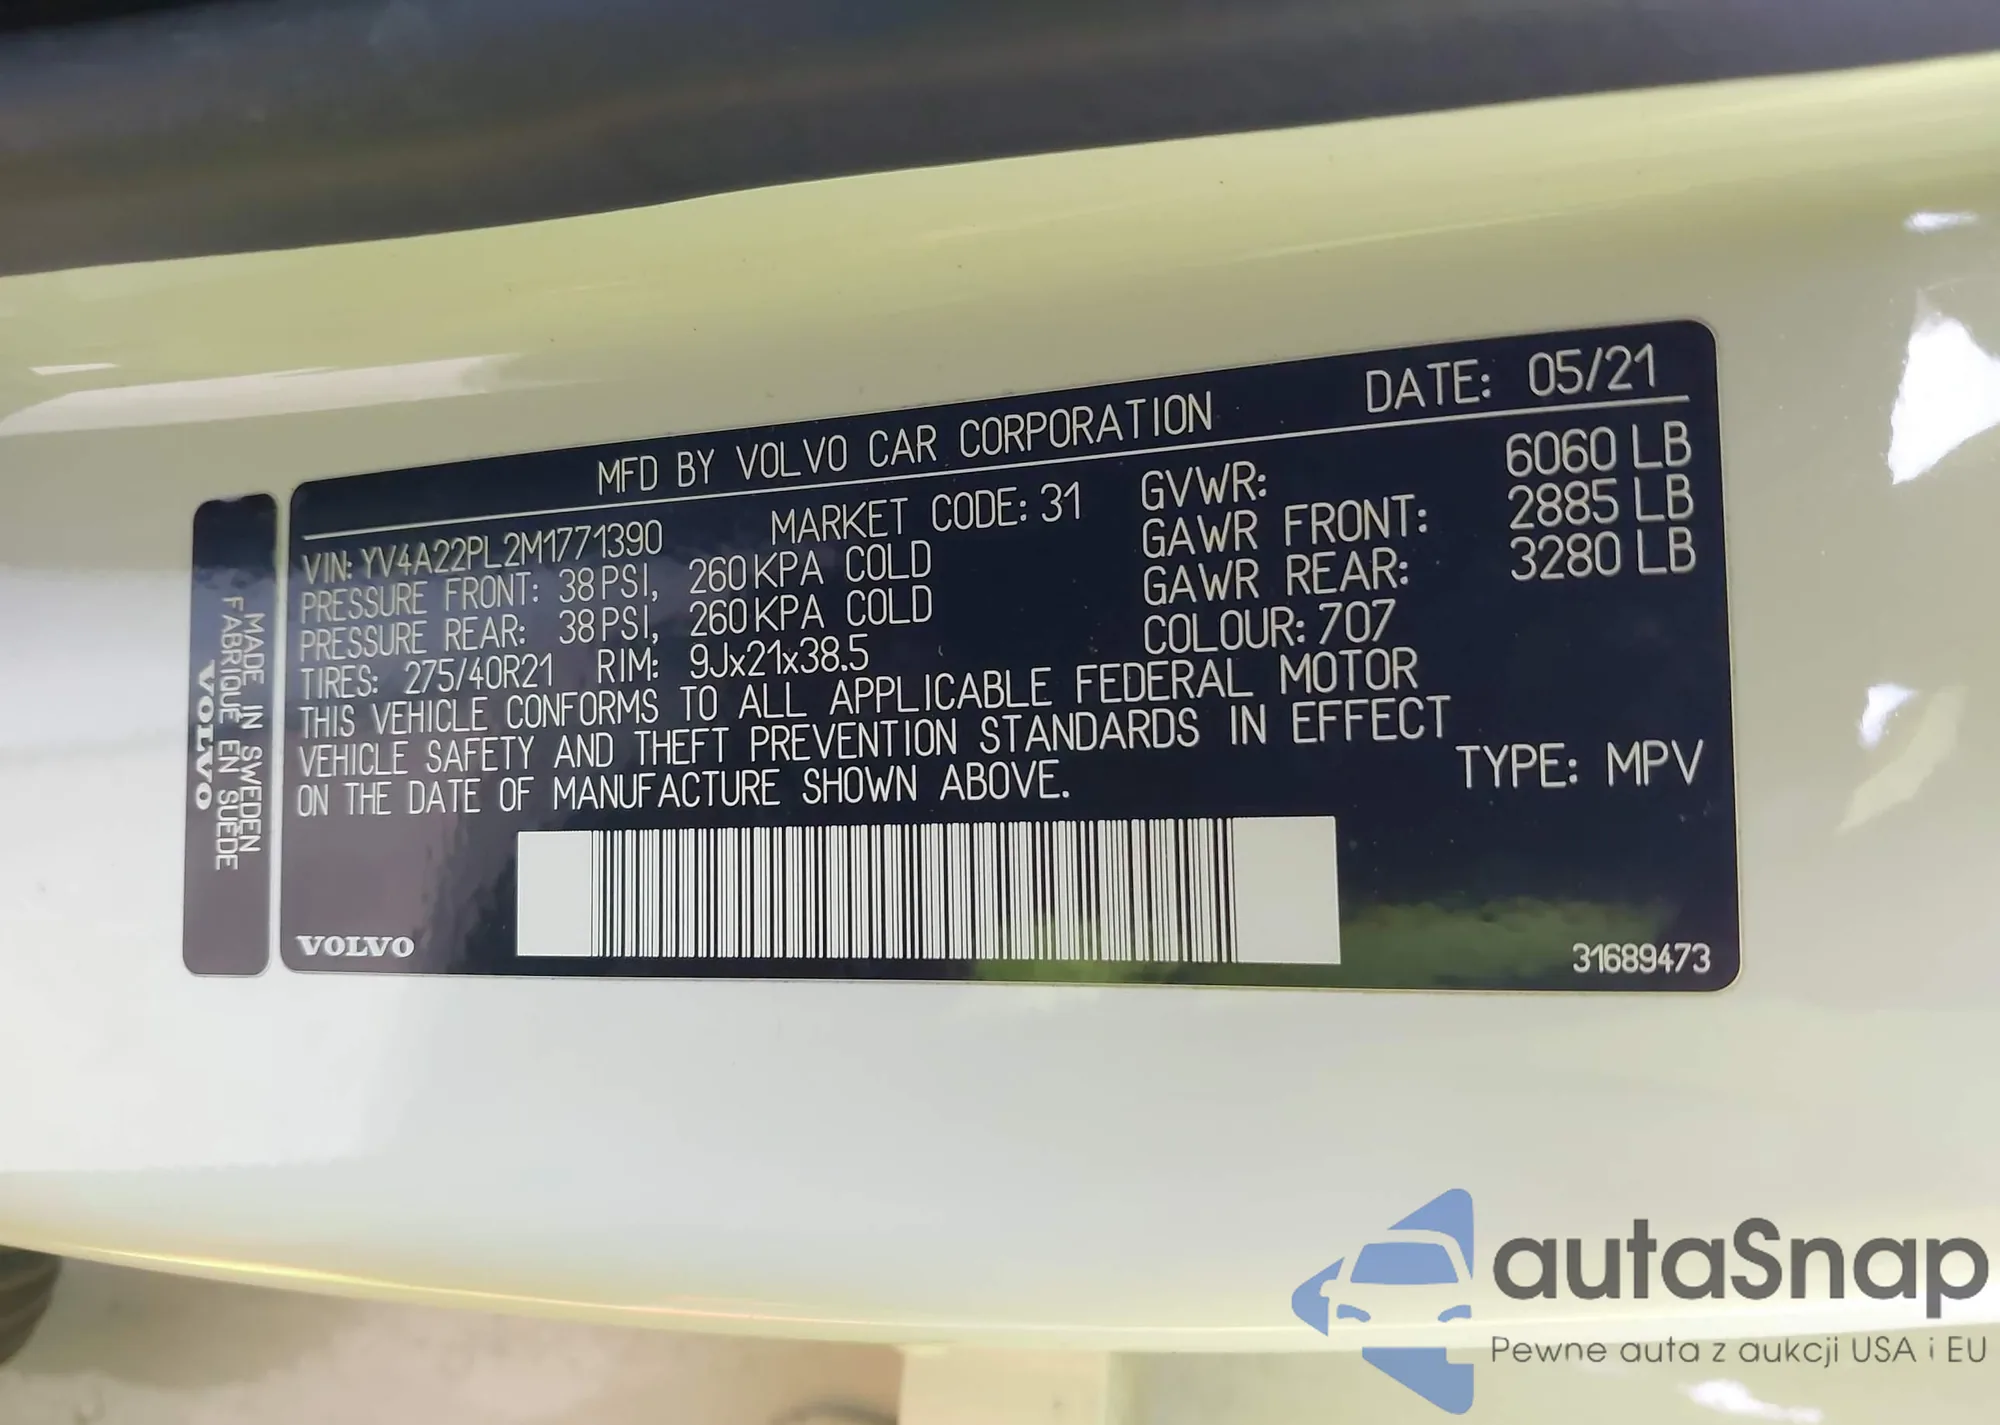 MFD BY VOLVO CAR CORPORATION DATE: 05/21
VIN: YV4A22PL2M1771390 MARKET CODE: 31 GVWR: 6060 LB
PRESSURE FRONT: 38 PSI, 260 KPA COLD GAWR FRONT: 2885 LB
PRESSURE REAR: 38 PSI, 260 KPA COLD GAWR REAR: 3280 LB
TIRES: 275/40R21 RIM: 9Jx21x38.5 COLOUR: 707
THIS VEHICLE CONFORMS TO ALL APPLICABLE FEDERAL MOTOR
VEHICLE SAFETY AND THEFT PREVENTION STANDARDS IN EFFECT
ON THE DATE OF MANUFACTURE SHOWN ABOVE. TYPE: MPV
VOLVO 31689473
MADE IN SWEDEN
FABRIQUE EN SUÈDE
VOLVO
autaSnap
Pewne auta z aukcji USA i EU